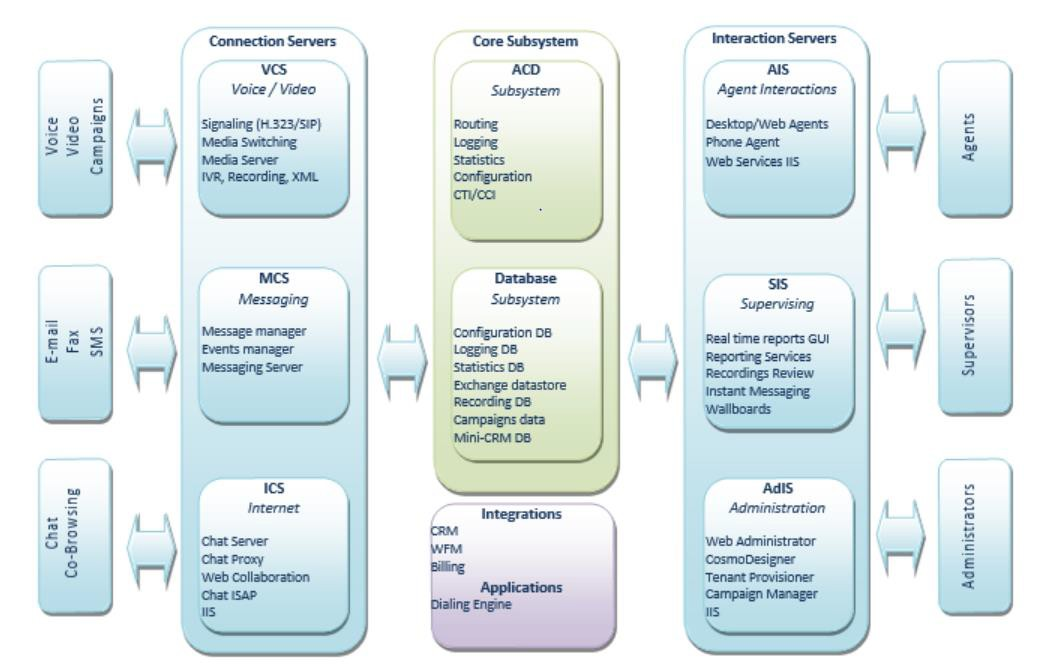 Voice
Video
Campaigns
E-mail
Fax
SMS
Chat
Co-Browsing
Connection Servers
VCS
Voice / Video
Signaling (H.323/SIP)
Media Switching
Media Server
IVR, Recording, XML
MCS
Messaging
Message manager
Events manager
Messaging Server
ICS
Internet
Chat Server
Chat Proxy
Web Collaboration
Chat ISAP
IIS
Core Subsystem
ACD
Subsystem
Routing
Logging
Statistics
Configuration
CTI/CCI
Database
Subsystem
Configuration DB
Logging DB
Statistics DB
Exchange datastore
Recording DB
Campaigns data
Mini-CRM DB
Integrations
CRM
WFM
Billing
Applications
Dialing Engine
Interaction Servers
AIS
Agent Interactions
Desktop/Web Agents
Phone Agent
Web Services IIS
SIS
Supervising
Real time reports GUI
Reporting Services
Recordings Review
Instant Messaging
Wallboards
AdIS
Administration
Web Administrator
CosmoDesigner
Tenant Provisioner
Campaign Manager
IIS
Agents
Supervisors
Administrators